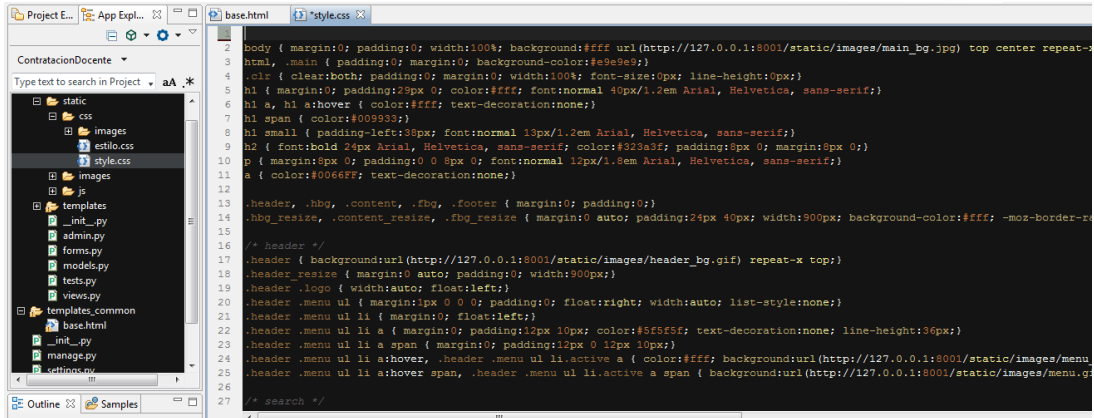 Project E... App Expl...
ContratacionDocente
Type text to search in Project aA .*
static
css
images
estilo.css
style.css
images
js
templates
__init__.py
admin.py
forms.py
models.py
tests.py
views.py
templates_common
base.html
__init__.py
manage.py
settings.py
Outline Samples
base.html *style.css
1
2 body { margin:0; padding:0; width:100%; background:#fff url(http://127.0.0.1:8001/static/images/main_bg.jpg) top center repeat-x
3 html, .main { padding:0; margin:0; background-color:#e9e9e9;}
4 .clr { clear:both; padding:0; margin:0; width:100%; font-size:0px; line-height:0px;}
5 h1 { margin:0; padding:29px 0; color:#fff; font:normal 40px/1.2em Arial, Helvetica, sans-serif;}
6 h1 a, h1 a:hover { color:#fff; text-decoration:none;}
7 h1 span { color:#009933;}
8 h1 small { padding-left:38px; font:normal 13px/1.2em Arial, Helvetica, sans-serif;}
9 h2 { font:bold 24px Arial, Helvetica, sans-serif; color:#323a3f; padding:8px 0; margin:8px 0;}
10 p { margin:8px 0; padding:0 0 8px 0; font:normal 12px/1.8em Arial, Helvetica, sans-serif;}
11 a { color:#0066FF; text-decoration:none;}
12
13 .header, .hbg, .content, .fbg, .footer { margin:0; padding:0;}
14 .hbg_resize, .content_resize, .fbg_resize { margin:0 auto; padding:24px 40px; width:900px; background-color:#fff; -moz-border-ra
15
16 /* header */
17 .header { background:url(http://127.0.0.1:8001/static/images/header_bg.gif) repeat-x top;}
18 .header_resize { margin:0 auto; padding:0; width:900px;}
19 .header .logo { width:auto; float:left;}
20 .header .menu ul { margin:1px 0 0 0; padding:0; float:right; width:auto; list-style:none;}
21 .header .menu ul li { margin:0; float:left;}
22 .header .menu ul li a { margin:0; padding:12px 10px; color:#5f5f5f; text-decoration:none; line-height:36px;}
23 .header .menu ul li a span { margin:0; padding:12px 0 12px 10px;}
24 .header .menu ul li a:hover, .header .menu ul li.active a { color:#fff; background:url(http://127.0.0.1:8001/static/images/menu_
25 .header .menu ul li a:hover span, .header .menu ul li.active a span { background:url(http://127.0.0.1:8001/static/images/menu.gi
26
27 /* search */